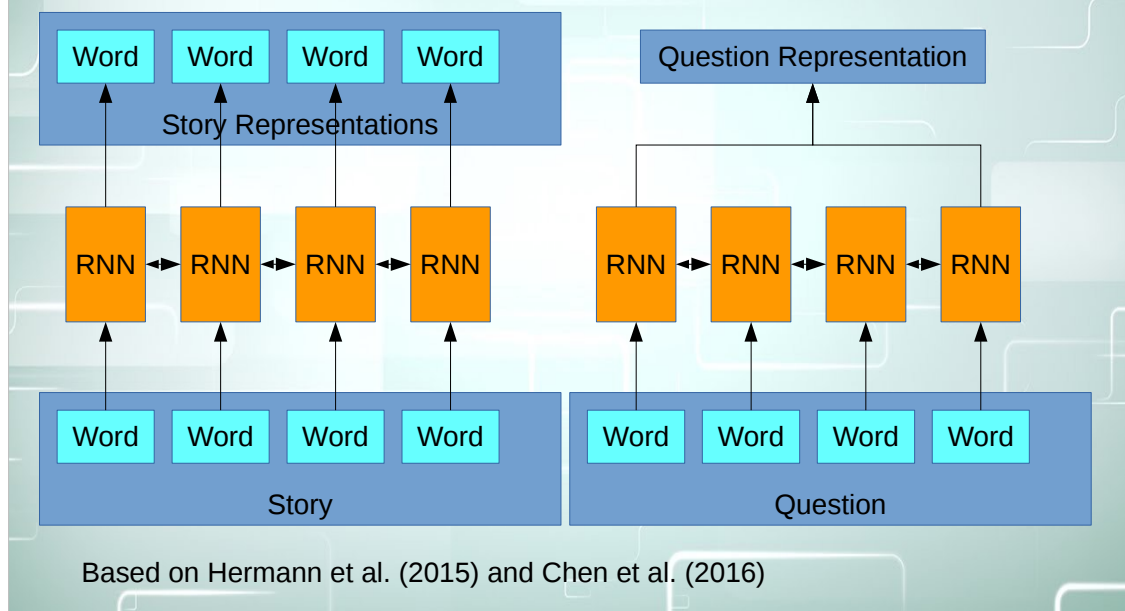 Word Word Word Word
Question Representation
Story Representations
RNN RNN RNN RNN
RNN RNN RNN RNN
Word Word Word Word
Story
Word Word Word Word
Question
Based on Hermann et al. (2015) and Chen et al. (2016)